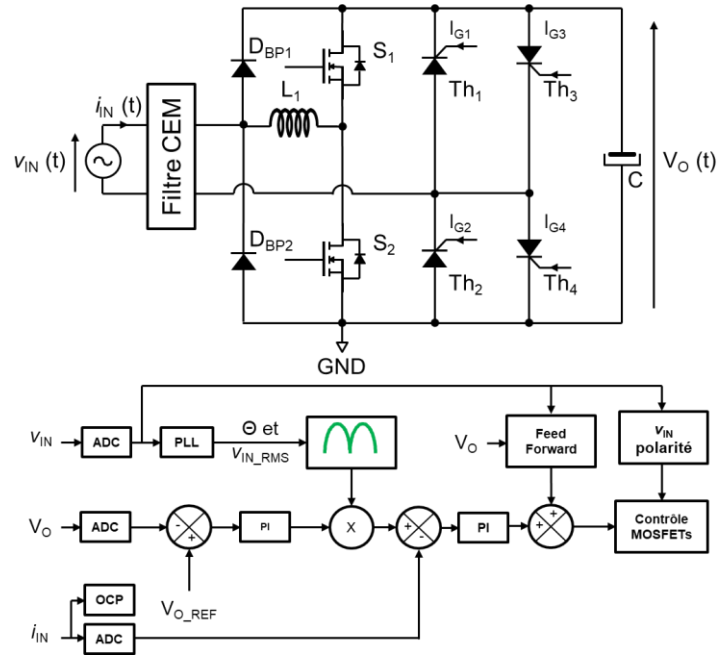 I_G1
I_G3
D_BP1
S_1
L_1
Th_1
Th_3
i_IN (t)
v_IN (t)
Filtre CEM
C
V_O (t)
I_G2
I_G4
D_BP2
S_2
Th_2
Th_4
GND
v_IN
ADC
PLL
Θ et
v_IN_RMS
V_O
Feed
Forward
v_IN
polarité
V_O
ADC
-
+
PI
X
+
-
PI
+
+
Contrôle
MOSFETs
V_O_REF
OCP
i_IN
ADC